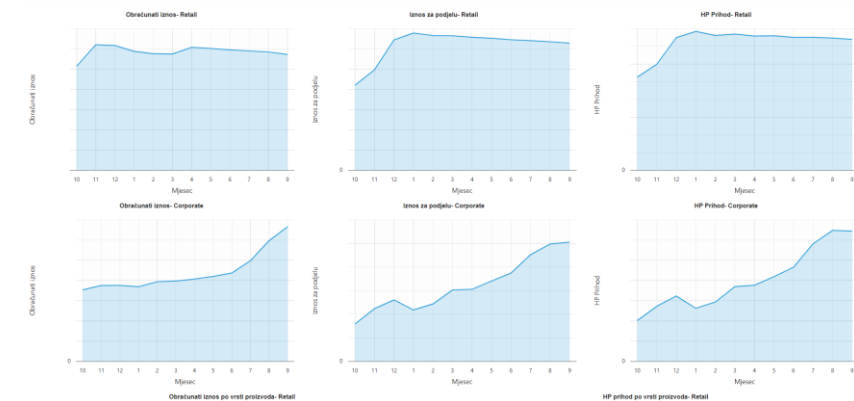 Obračunati iznos- Retail
Iznos za podjelu- Retail
HP Prihod- Retail
Obračunati iznos
Iznos za podjelu
HP Prihod
0
0
10 11 12 1 2 3 4 5 6 7 8 9
10 11 12 1 2 3 4 5 6 7 8 9
10 11 12 1 2 3 4 5 6 7 8 9
Mjesec
Mjesec
Mjesec
Obračunati iznos- Corporate
Iznos za podjelu- Corporate
HP Prihod- Corporate
Obračunati iznos
Iznos za podjelu
HP Prihod
0
0
0
10 11 12 1 2 3 4 5 6 7 8 9
10 11 12 1 2 3 4 5 6 7 8 9
10 11 12 1 2 3 4 5 6 7 8 9
Mjesec
Mjesec
Mjesec
Obračunati iznos po vrsti proizvoda- Retail
HP prihod po vrsti proizvoda- Retail